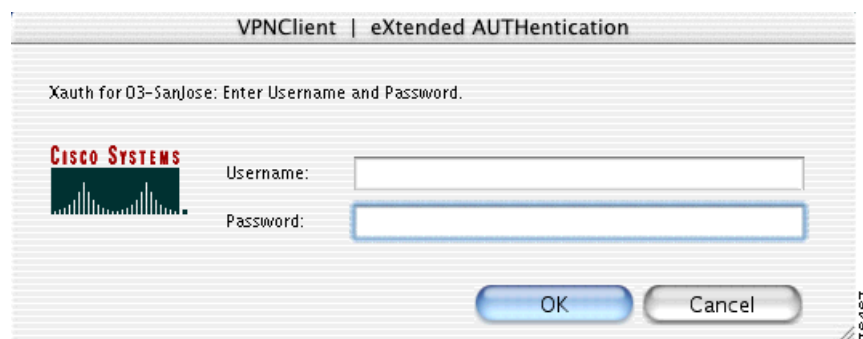 VPNClient | eXtended AUTHentication
Xauth for 03-SanJose: Enter Username and Password.
CISCO SYSTEMS
Username:
Password:
OK Cancel